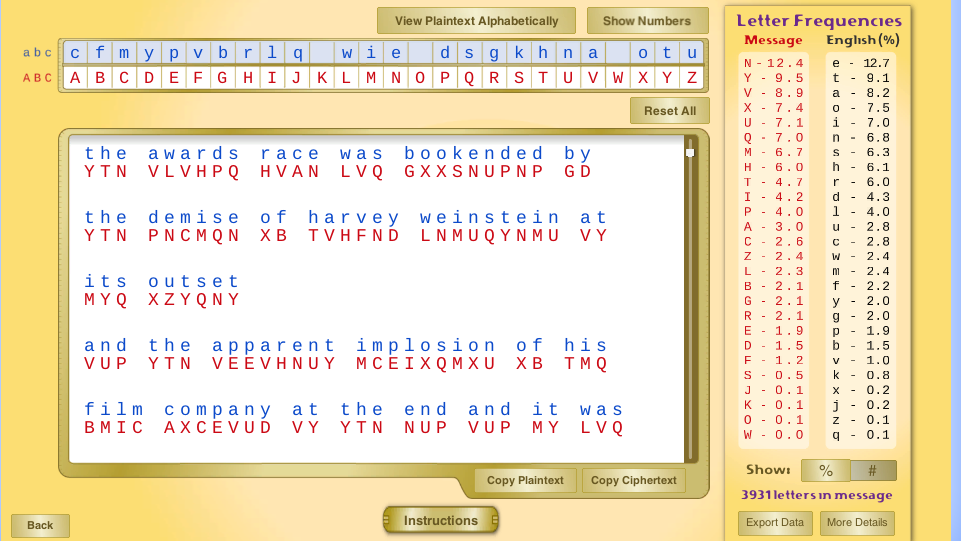 View Plaintext Alphabetically Show Numbers
a b c c f m y p v b r l q w i e d s g k h n a o t u
A B C A B C D E F G H I J K L M N O P Q R S T U V W X Y Z
Reset All
the awards race was bookended by
YTN VLVHPQ HVAN LVQ GXXSNUPNP GD
the demise of harvey weinstein at
YTN PNCMQN XB TVHFND LNMUQYNMU VY
its outset
MYQ XZYQNY
and the apparent implosion of his
VUP YTN VEEVHNUY MCEIXQMXU XB TMQ
film company at the end and it was
BMIC AXCEVUD VY YTN NUP VUP MY LVQ
Copy Plaintext Copy Ciphertext
Back
Instructions
Letter Frequencies
Message English (%)
N - 12.4 e - 12.7
Y - 9.5 t - 9.1
V - 8.9 a - 8.2
X - 7.4 o - 7.5
U - 7.1 i - 7.0
Q - 7.0 n - 6.8
M - 6.7 s - 6.3
H - 6.0 h - 6.1
T - 4.7 r - 6.0
I - 4.2 d - 4.3
P - 4.0 l - 4.0
A - 3.0 u - 2.8
C - 2.6 c - 2.8
Z - 2.4 w - 2.4
L - 2.3 m - 2.4
B - 2.1 f - 2.2
G - 2.1 y - 2.0
R - 2.1 g - 2.0
E - 1.9 p - 1.9
D - 1.5 b - 1.5
F - 1.2 v - 1.0
S - 0.5 k - 0.8
J - 0.1 x - 0.2
K - 0.1 j - 0.2
O - 0.1 z - 0.1
W - 0.0 q - 0.1
Show: % #
3931 letters in message
Export Data More Details